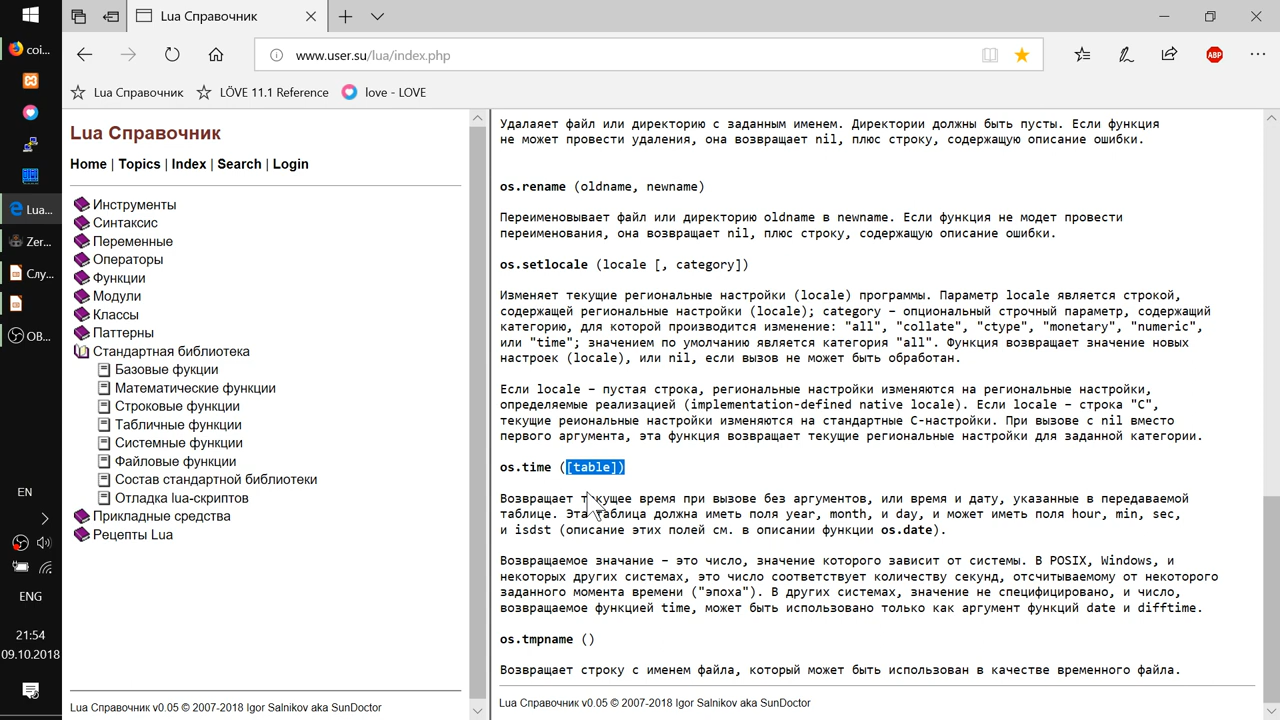 Lua Справочник
coi...
www.user.su/lua/index.php
ABP
Lua Справочник
LÖVE 11.1 Reference
love - LOVE
Lua...
Zer...
Слу...
OB...
EN
ENG
21:54
09.10.2018
Lua Справочник
Home | Topics | Index | Search | Login
Инструменты
Синтаксис
Переменные
Операторы
Функции
Модули
Классы
Паттерны
Стандартная библиотека
Базовые фукции
Математические функции
Строковые функции
Табличные функции
Системные функции
Файловые функции
Состав стандартной библиотеки
Отладка lua-скриптов
Прикладные средства
Рецепты Lua
Lua Справочник v0.05 © 2007-2018 Igor Salnikov aka SunDoctor
Удалаяет файл или директорию с заданным именем. Директории должны быть пусты. Если функция
не может провести удаления, она возвращает nil, плюс строку, содержащую описание ошибки.
os.rename (oldname, newname)
Переименовывает файл или директорию oldname в newname. Если функция не модет провести
переименования, она возвращает nil, плюс строку, содержащую описание ошибки.
os.setlocale (locale [, category])
Изменяет текущие региональные настройки (locale) программы. Параметр locale является строкой,
содержащей региональные настройки (locale); category – опциональный строчный параметр, содержащий
категорию, для которой производится изменение: "all", "collate", "ctype", "monetary", "numeric",
или "time"; значением по умолчанию является категория "all". Функция возвращает значение новых
настроек (locale), или nil, если вызов не может быть обработан.
Если locale – пустая строка, региональные настройки изменяются на региональные настройки,
определяемые реализацией (implementation-defined native locale). Если locale – строка "C",
текущие реиональные настройки изменяются на стандартные С-настройки. При вызове с nil вместо
первого аргумента, эта функция возвращает текущие региональные настройки для заданной категории.
os.time ([table])
Возвращает текущее время при вызове без аргументов, или время и дату, указанные в передаваемой
таблице. Эта таблица должна иметь поля year, month, и day, и может иметь поля hour, min, sec,
и isdst (описание этих полей см. в описании функции os.date).
Возвращаемое значение – это число, значение которого зависит от системы. В POSIX, Windows, и
некоторых других системах, это число соответствует количеству секунд, отсчитываемому от некоторого
заданного момента времени ("эпоха"). В других системах, значение не специфицировано, и число,
возвращаемое функцией time, может быть использовано только как аргумент функций date и difftime.
os.tmpname ()
Возвращает строку с именем файла, который может быть использован в качестве временного файла.
Lua Справочник v0.05 © 2007-2018 Igor Salnikov aka SunDoctor